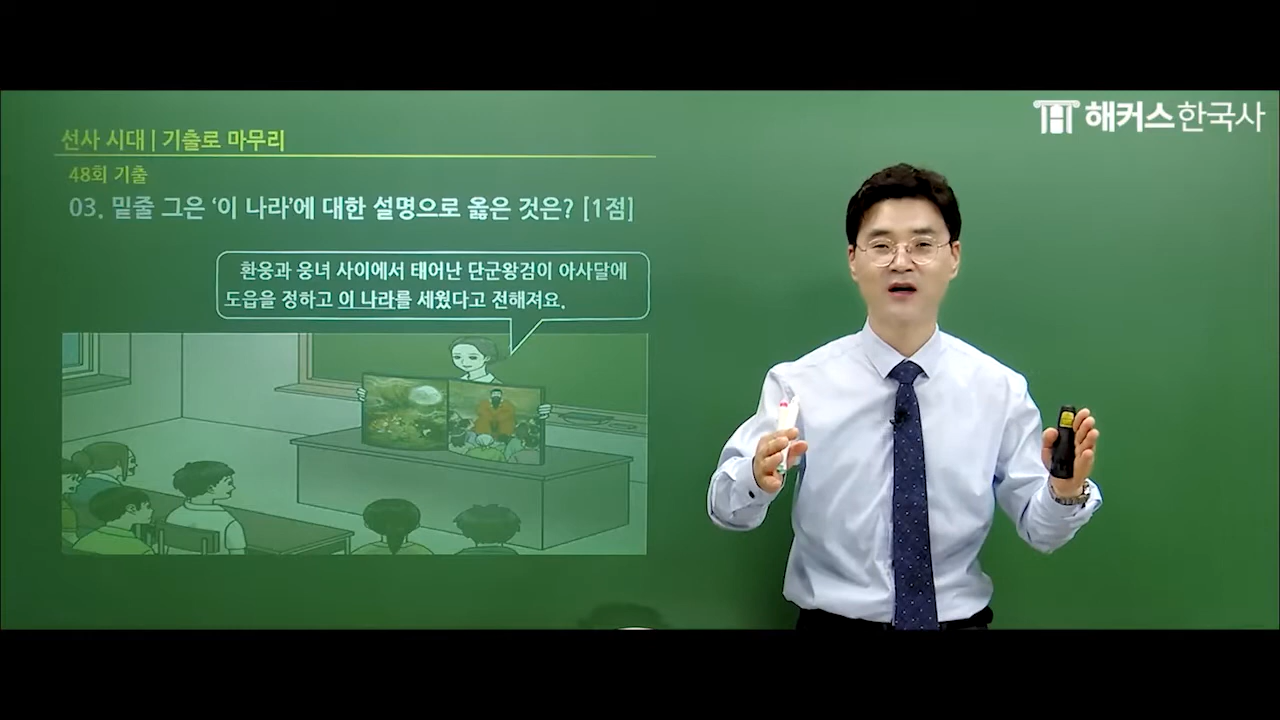 해커스한국사
선사 시대 | 기출로 마무리
48회 기출
03. 밑줄 그은 ‘이 나라’에 대한 설명으로 옳은 것은? [1점]
환웅과 웅녀 사이에서 태어난 단군왕검이 아사달에
도읍을 정하고 이 나라를 세웠다고 전해져요.